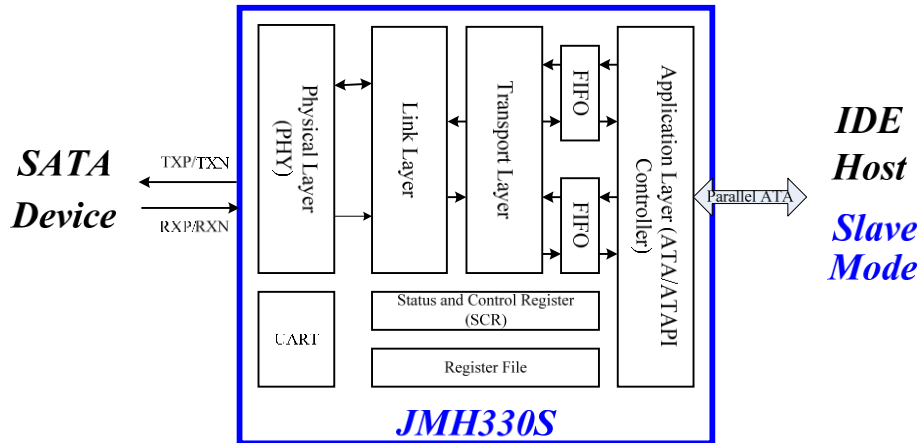 SATA
Device
TXP/TXN
RXP/RXN
Physical Layer
(PHY)
Link Layer
Transport Layer
FIFO
FIFO
Application Layer (ATA/ATAPI
Controller)
UART
Status and Control Register
(SCR)
Register File
JMH330S
Parallel ATA
IDE
Host
Slave
Mode